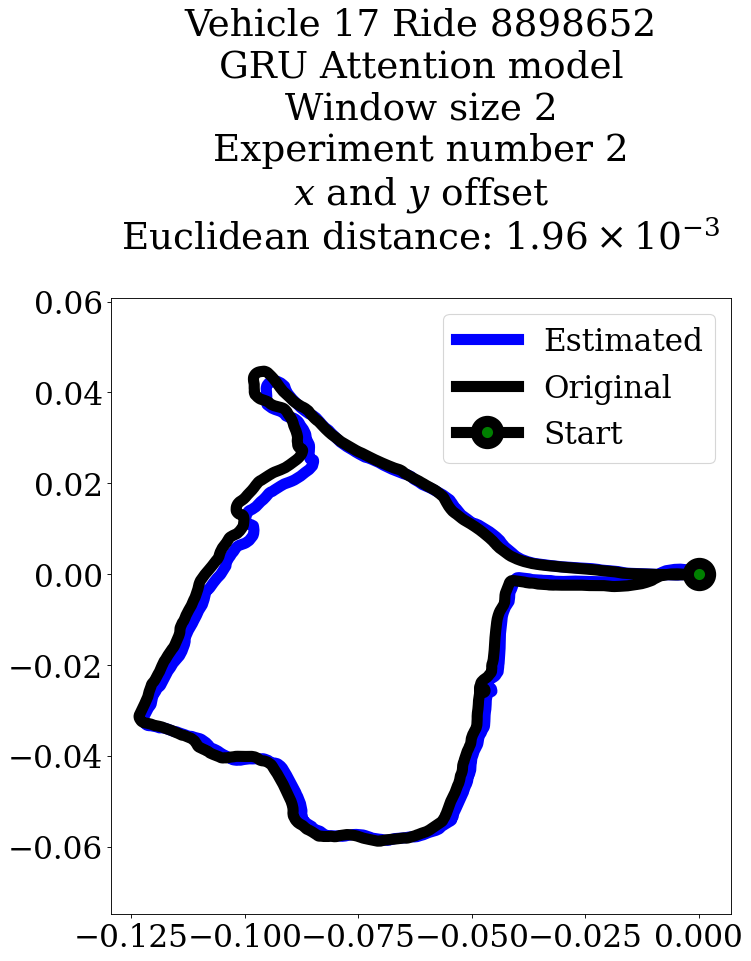 Vehicle 17 Ride 8898652
GRU Attention model
Window size 2
Experiment number 2
x and y offset
Euclidean distance: 1.96 × 10⁻³
Estimated
Original
Start
0.06
0.04
0.02
0.00
−0.02
−0.04
−0.06
−0.125 −0.100 −0.075 −0.050 −0.025 0.000